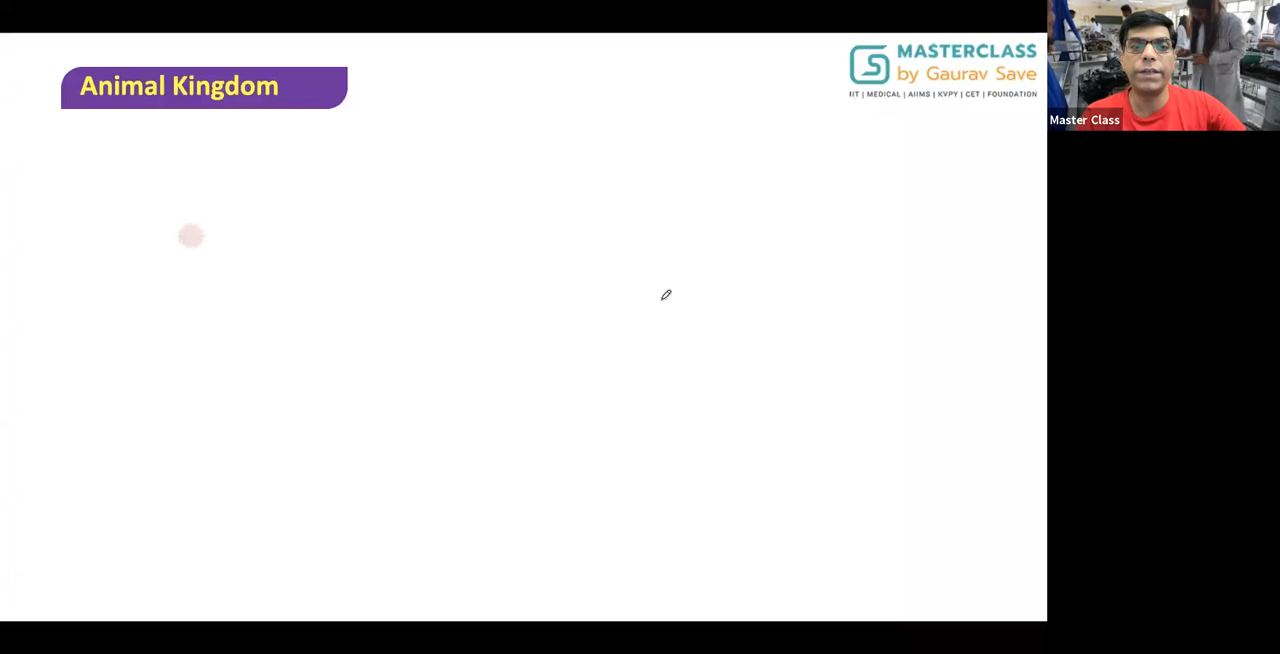 Animal Kingdom
MASTERCLASS
by Gaurav Save
IIT | MEDICAL | AIIMS | KVPY | CET | FOUNDATION
Master Class